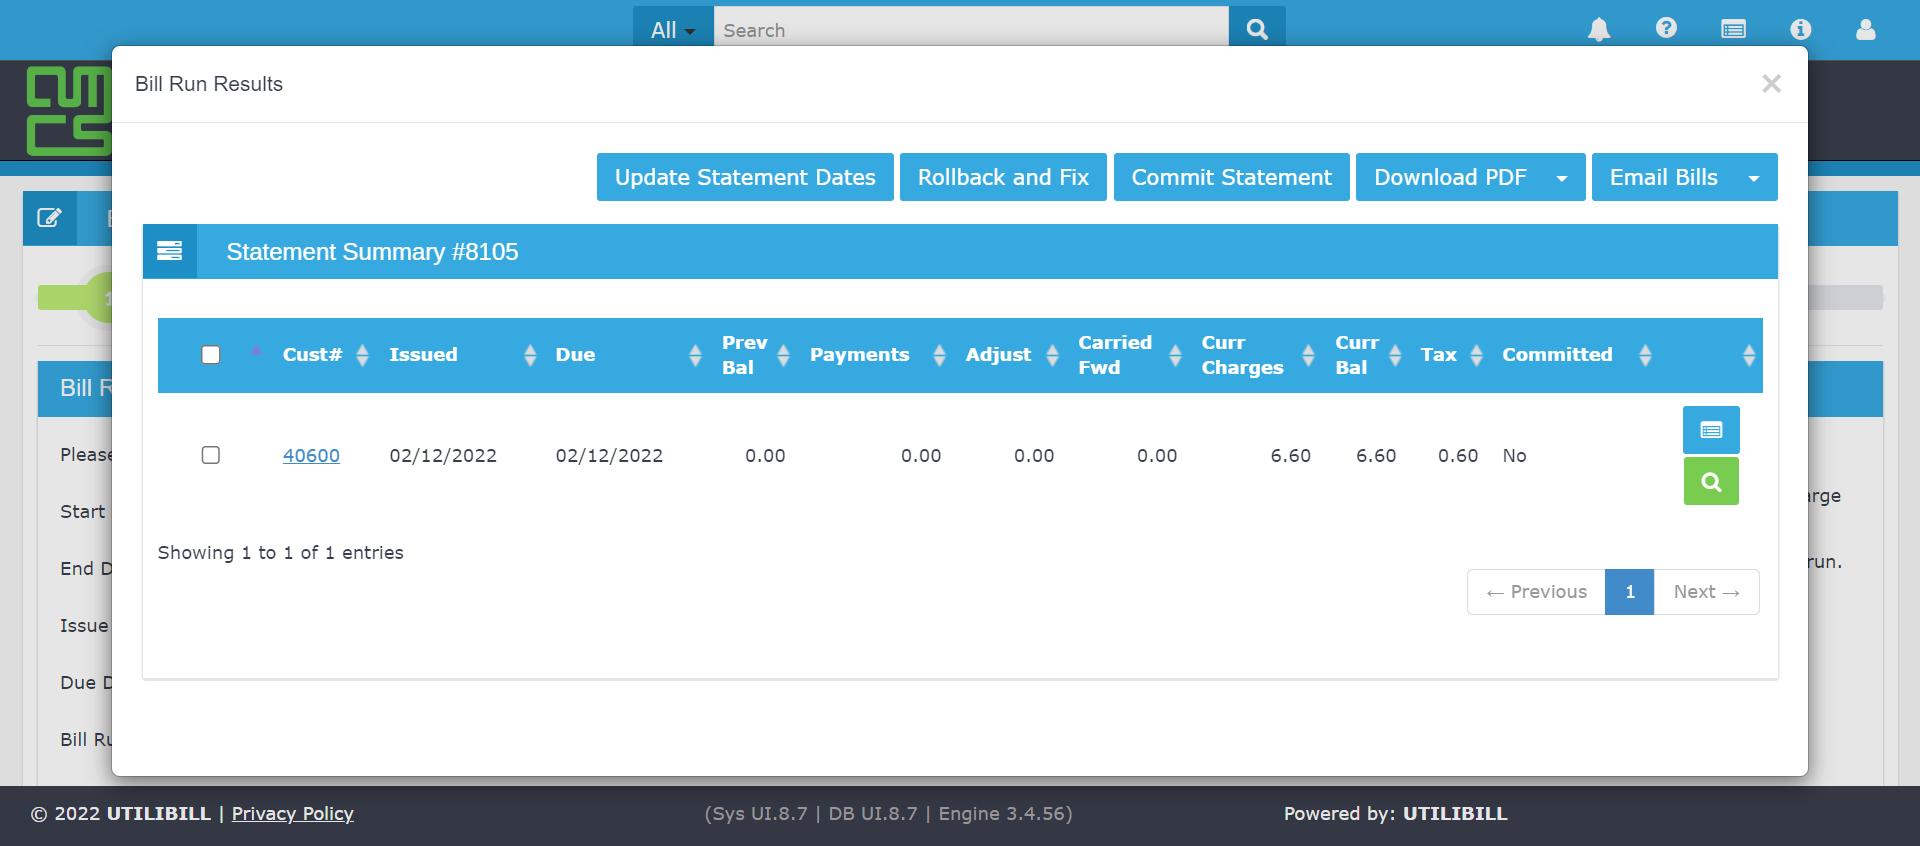 All Search
Bill Run Results
×
Update Statement Dates Rollback and Fix Commit Statement Download PDF Email Bills
Statement Summary #8105
Cust# Issued Due Prev Bal Payments Adjust Carried Fwd Curr Charges Curr Bal Tax Committed
40600 02/12/2022 02/12/2022 0.00 0.00 0.00 0.00 6.60 6.60 0.60 No
Showing 1 to 1 of 1 entries
← Previous 1 Next →
Bill R
Please
Start
End D
Issue
Due D
Bill Ru
arge
run.
© 2022 UTILIBILL | Privacy Policy (Sys UI.8.7 | DB UI.8.7 | Engine 3.4.56) Powered by: UTILIBILL